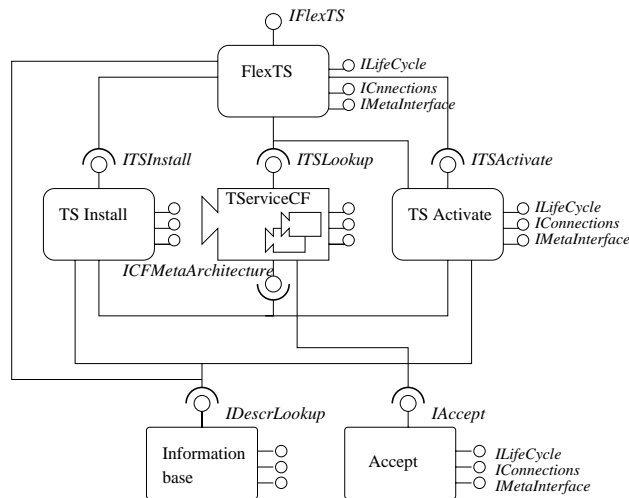 IFlexTS
FlexTS
ILifeCycle
ICnnections
IMetaInterface
ITSInstall
ITSLookup
ITSActivate
TS Install
TServiceCF
TS Activate
ILifeCycle
IConnections
IMetaInterface
ICFMetaArchitecture
IDescrLookup
IAccept
Information
base
Accept
ILifeCycle
IConnections
IMetaInterface